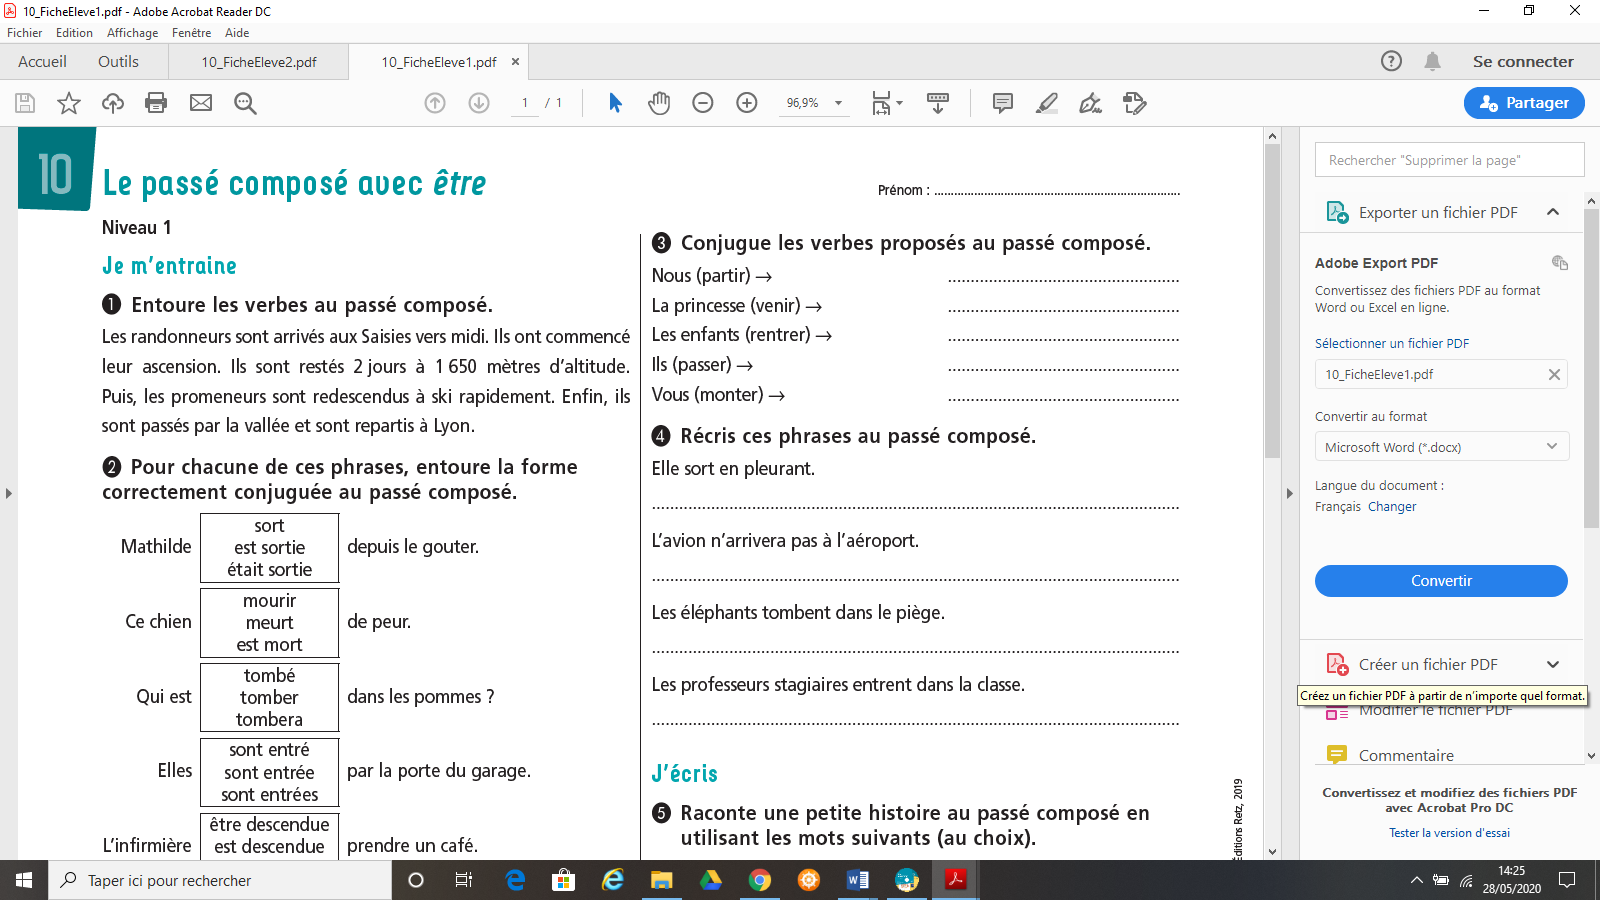 10_FicheEleve1.pdf - Adobe Acrobat Reader DC
Fichier Edition Affichage Fenêtre Aide
Accueil Outils 10_FicheEleve2.pdf 10_FicheEleve1.pdf × Se connecter
1 / 1 96,9% Partager
10
Le passé composé avec être
Prénom : ..........................................................................
Niveau 1
Je m'entraine
1 Entoure les verbes au passé composé.
Les randonneurs sont arrivés aux Saisies vers midi. Ils ont commencé
leur ascension. Ils sont restés 2 jours à 1 650 mètres d'altitude.
Puis, les promeneurs sont redescendus à ski rapidement. Enfin, ils
sont passés par la vallée et sont repartis à Lyon.
2 Pour chacune de ces phrases, entoure la forme
correctement conjuguée au passé composé.
sort
Mathilde est sortie depuis le gouter.
était sortie
mourir
Ce chien meurt de peur.
est mort
tombé
Qui est tomber dans les pommes ?
tombera
sont entré
Elles sont entrée par la porte du garage.
sont entrées
être descendue
L'infirmière est descendue prendre un café.
3 Conjugue les verbes proposés au passé composé.
Nous (partir) → ....................................................
La princesse (venir) → ....................................................
Les enfants (rentrer) → ....................................................
Ils (passer) → ....................................................
Vous (monter) → ....................................................
4 Récris ces phrases au passé composé.
Elle sort en pleurant.
......................................................................................................................
L'avion n'arrivera pas à l'aéroport.
......................................................................................................................
Les éléphants tombent dans le piège.
......................................................................................................................
Les professeurs stagiaires entrent dans la classe.
......................................................................................................................
J'écris
5 Raconte une petite histoire au passé composé en
utilisant les mots suivants (au choix).
Éditions Retz, 2019
Rechercher "Supprimer la page"
Exporter un fichier PDF
Adobe Export PDF
Convertissez des fichiers PDF au format
Word ou Excel en ligne.
Sélectionner un fichier PDF
10_FicheEleve1.pdf
Convertir au format
Microsoft Word (*.docx)
Langue du document :
Français Changer
Convertir
Créer un fichier PDF
Créez un fichier PDF à partir de n'importe quel format.
Modifier le fichier PDF
Commentaire
Convertissez et modifiez des fichiers PDF
avec Acrobat Pro DC
Tester la version d'essai
Taper ici pour rechercher
14:25
28/05/2020